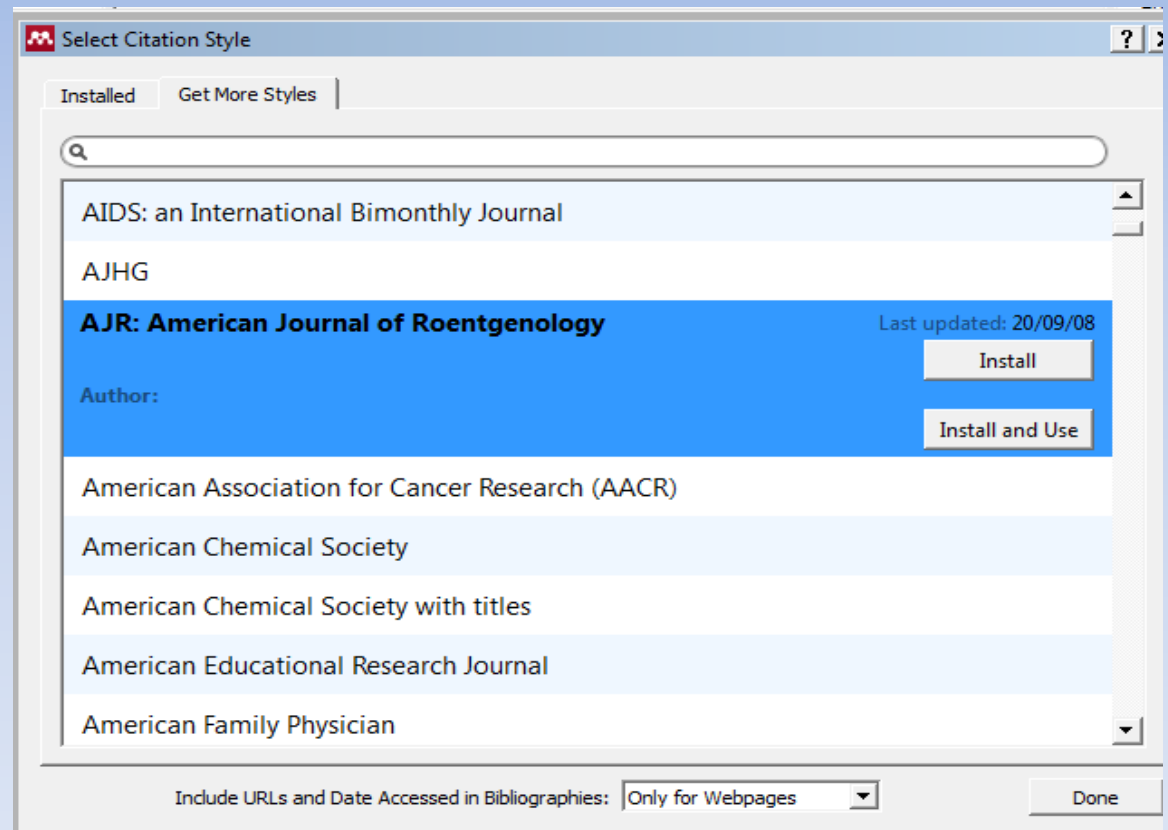 Select Citation Style
?
Installed Get More Styles
AIDS: an International Bimonthly Journal
AJHG
AJR: American Journal of Roentgenology Last updated: 20/09/08
Install
Author:
Install and Use
American Association for Cancer Research (AACR)
American Chemical Society
American Chemical Society with titles
American Educational Research Journal
American Family Physician
Include URLs and Date Accessed in Bibliographies: Only for Webpages Done